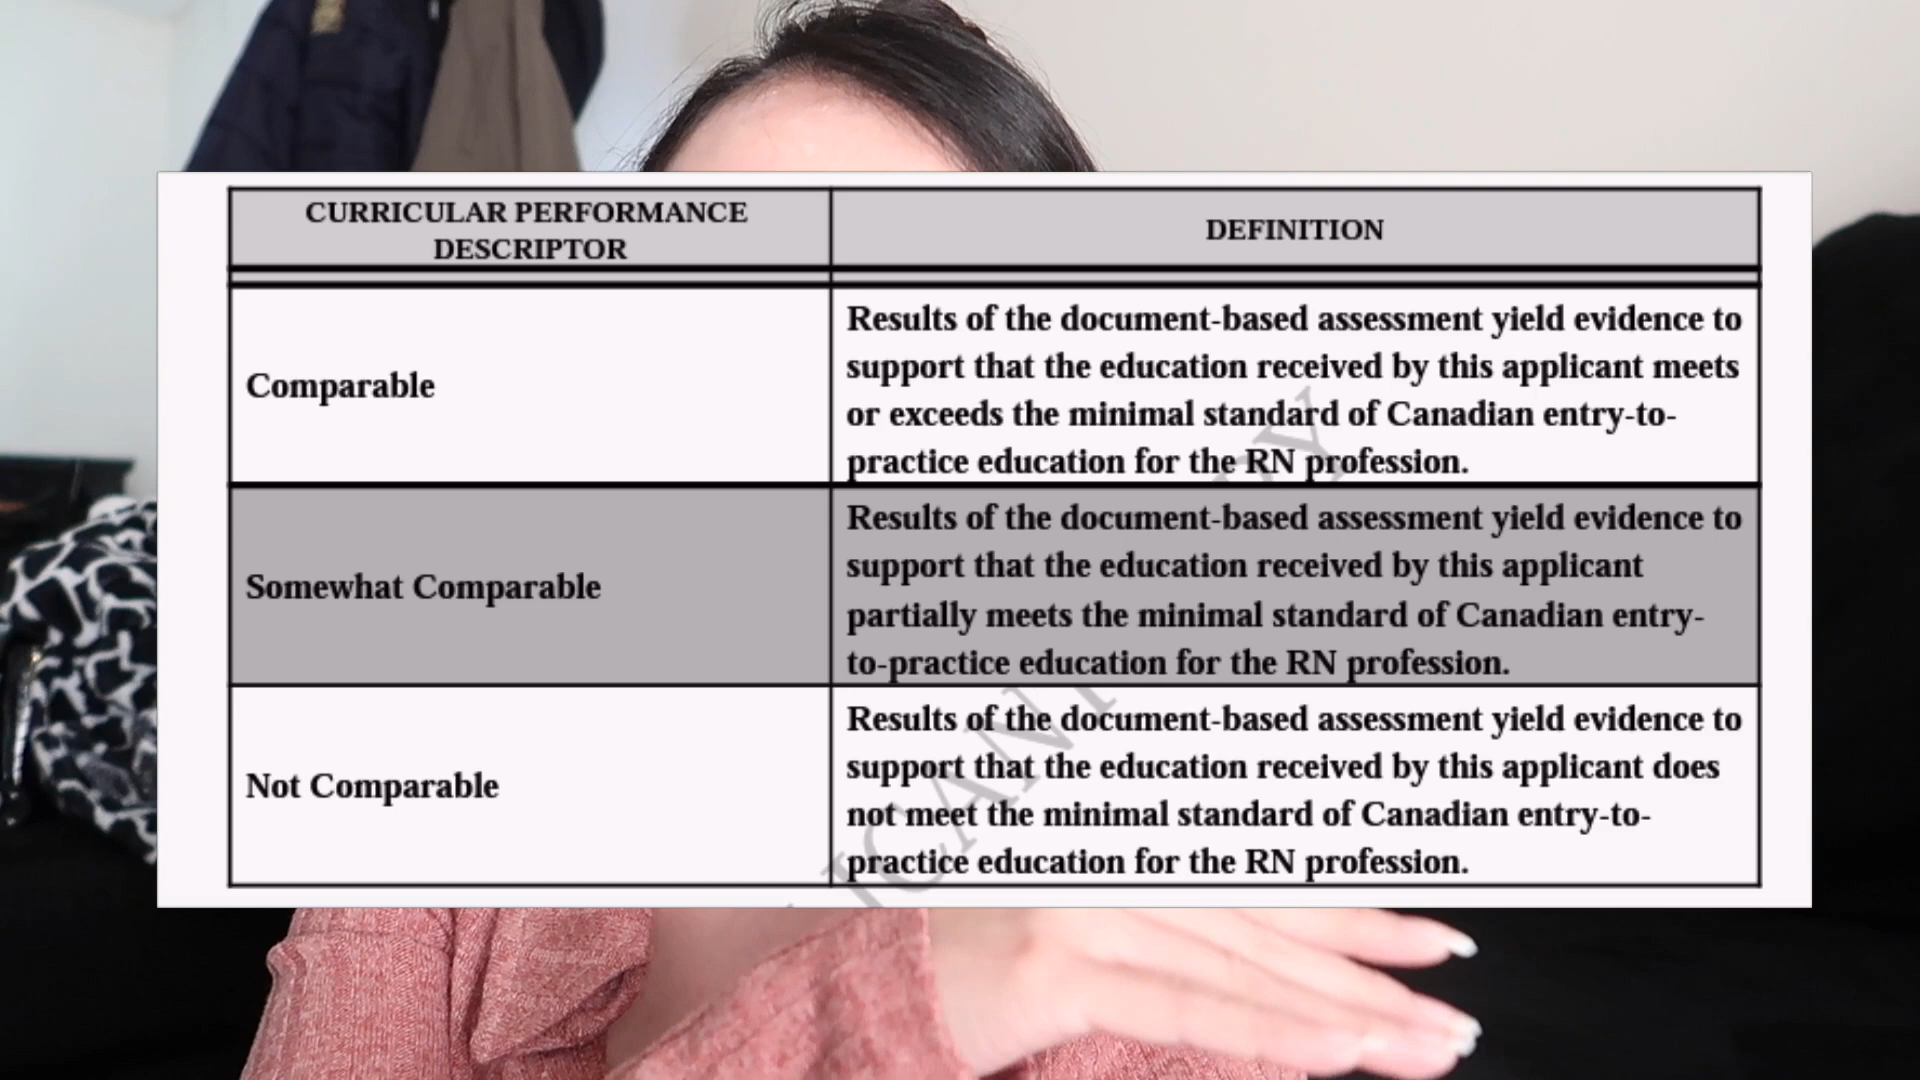 CURRICULAR PERFORMANCE
DESCRIPTOR
DEFINITION
Comparable
Results of the document-based assessment yield evidence to
support that the education received by this applicant meets
or exceeds the minimal standard of Canadian entry-to-
practice education for the RN profession.
Somewhat Comparable
Results of the document-based assessment yield evidence to
support that the education received by this applicant
partially meets the minimal standard of Canadian entry-
to-practice education for the RN profession.
Not Comparable
Results of the document-based assessment yield evidence to
support that the education received by this applicant does
not meet the minimal standard of Canadian entry-to-
practice education for the RN profession.